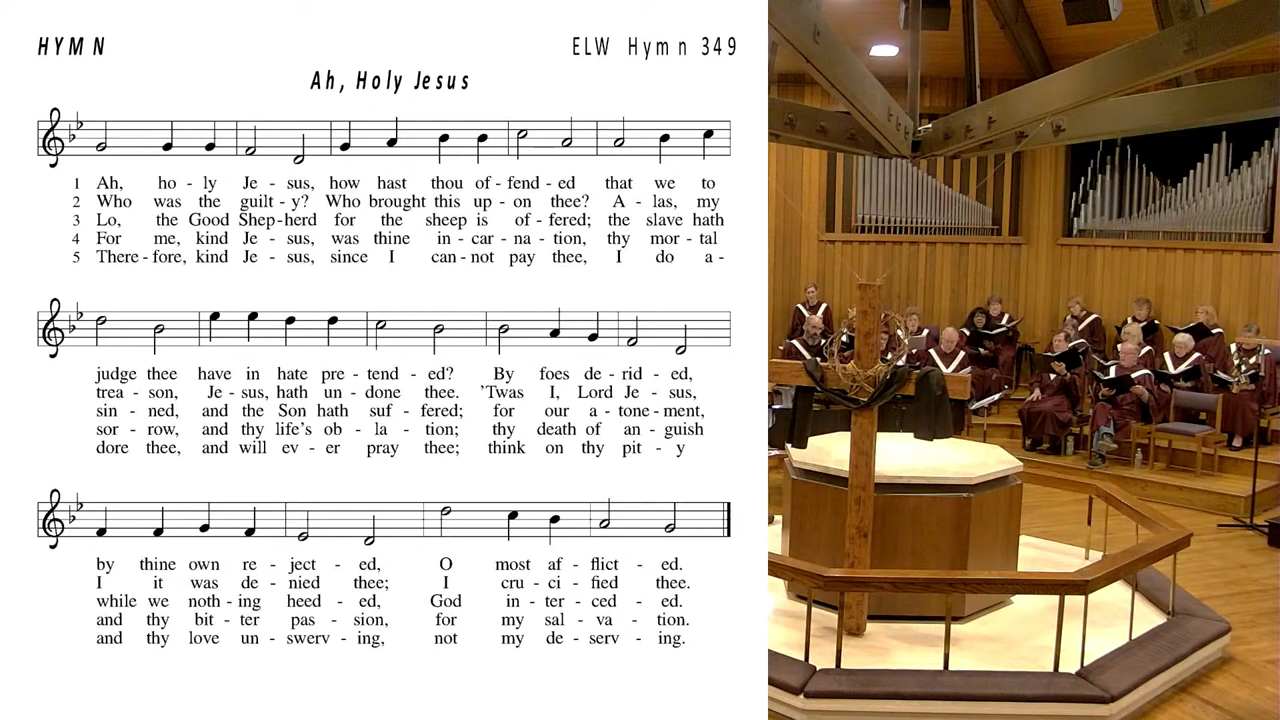 HYMN ELW Hymn 349
Ah, Holy Jesus
1 Ah, ho - ly Je - sus, how hast thou of - fend - ed that we to
2 Who was the guilt - y? Who brought this up - on thee? A - las, my
3 Lo, the Good Shep - herd for the sheep is of - fered; the slave hath
4 For me, kind Je - sus, was thine in - car - na - tion, thy mor - tal
5 There - fore, kind Je - sus, since I can - not pay thee, I do a -
judge thee have in hate pre - tend - ed? By foes de - rid - ed,
trea - son, Je - sus, hath un - done thee. ’Twas I, Lord Je - sus,
sin - ned, and the Son hath suf - fered; for our a - tone - ment,
sor - row, and thy life’s ob - la - tion; thy death of an - guish
dore thee, and will ev - er pray thee; think on thy pit - y
by thine own re - ject - ed, O most af - flict - ed.
I it was de - nied thee; I cru - ci - fied thee.
while we noth - ing heed - ed, God in - ter - ced - ed.
and thy bit - ter pas - sion, for my sal - va - tion.
and thy love un - swerv - ing, not my de - serv - ing.